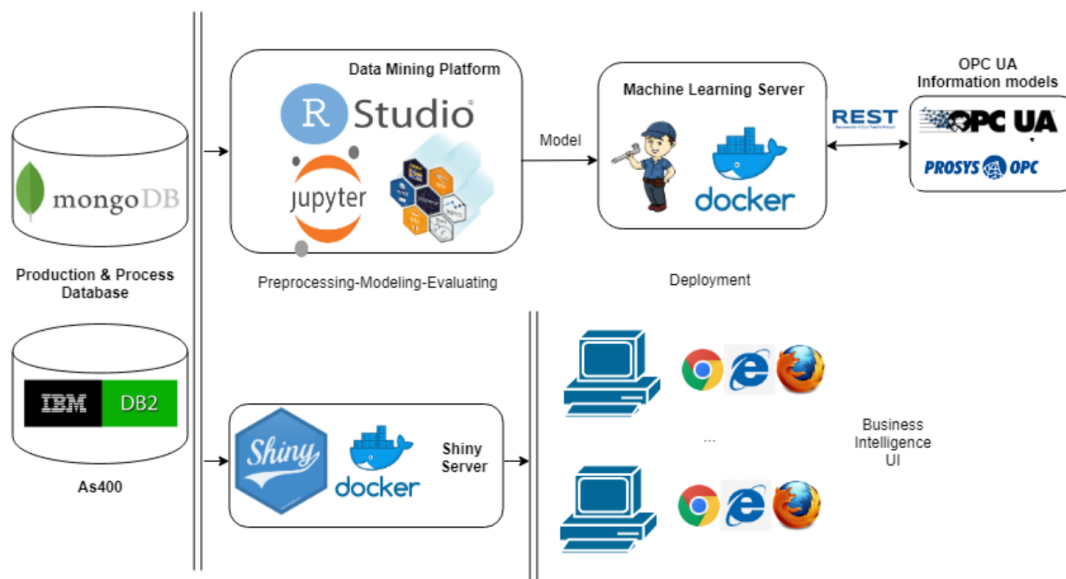 mongoDB
Production & Process
Database
IBM DB2
As400
Data Mining Platform
R Studio
jupyter
Preprocessing-Modeling-Evaluating
Model
Machine Learning Server
docker
Deployment
REST
OPC UA
Information models
OPC UA
PROSYS OPC
Shiny
docker
Shiny
Server
...
Business
Intelligence
UI